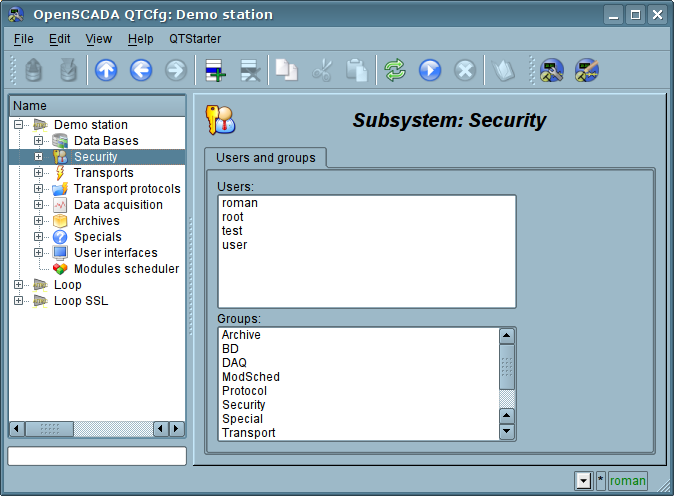 OpenSCADA QTCfg: Demo station
File Edit View Help QTStarter
Name
Demo station
Data Bases
Security
Transports
Transport protocols
Data acquisition
Archives
Specials
User interfaces
Modules scheduler
Loop
Loop SSL
Subsystem: Security
Users and groups
Users:
roman
root
test
user
Groups:
Archive
BD
DAQ
ModSched
Protocol
Security
Special
Transport
* roman